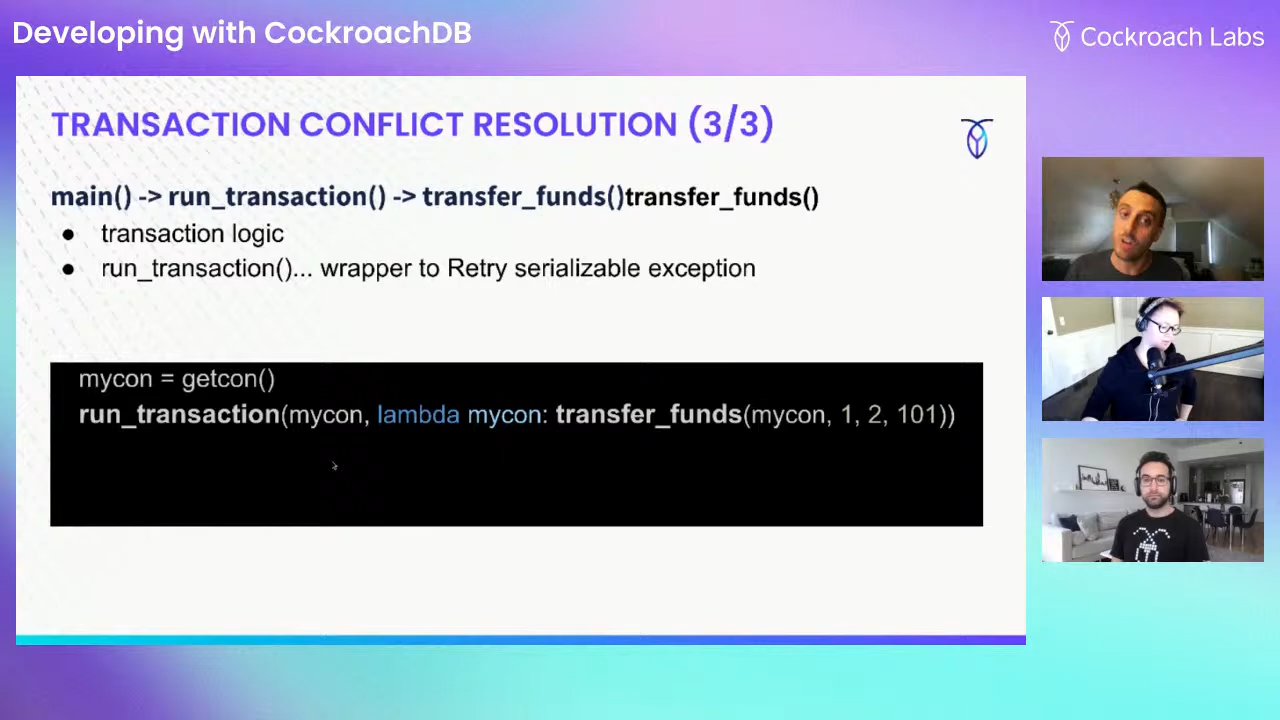 Developing with CockroachDB
Cockroach Labs
TRANSACTION CONFLICT RESOLUTION (3/3)
main() -> run_transaction() -> transfer_funds()transfer_funds()
● transaction logic
● run_transaction()... wrapper to Retry serializable exception
mycon = getcon()
run_transaction(mycon, lambda mycon: transfer_funds(mycon, 1, 2, 101))